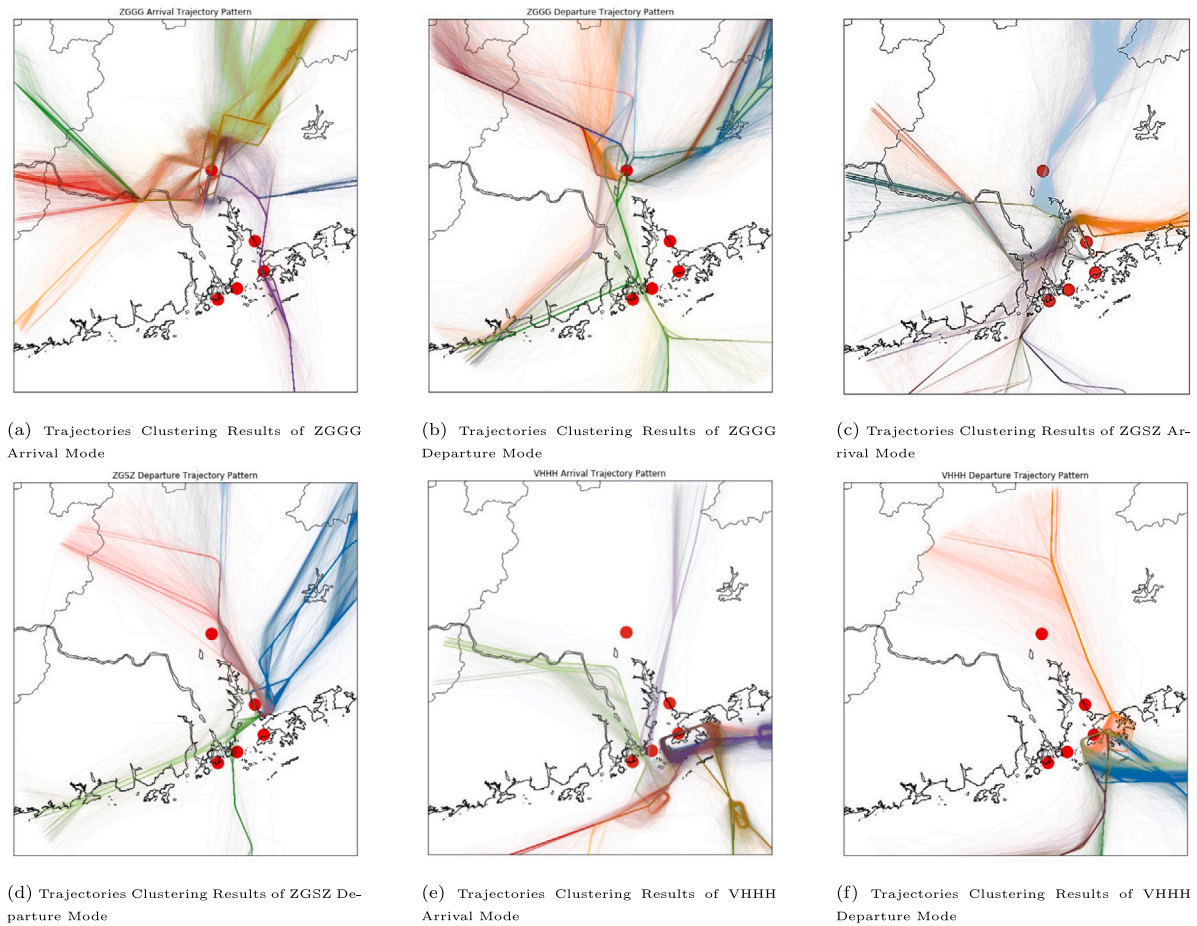 ZGGG Arrival Trajectory Pattern
ZGGG Departure Trajectory Pattern
(a) Trajectories Clustering Results of ZGGG
Arrival Mode
(b) Trajectories Clustering Results of ZGGG
Departure Mode
(c) Trajectories Clustering Results of ZGSZ Ar-
rival Mode
ZGSZ Departure Trajectory Pattern
VHHH Arrival Trajectory Pattern
VHHH Departure Trajectory Pattern
(d) Trajectories Clustering Results of ZGSZ De-
parture Mode
(e) Trajectories Clustering Results of VHHH
Arrival Mode
(f) Trajectories Clustering Results of VHHH
Departure Mode